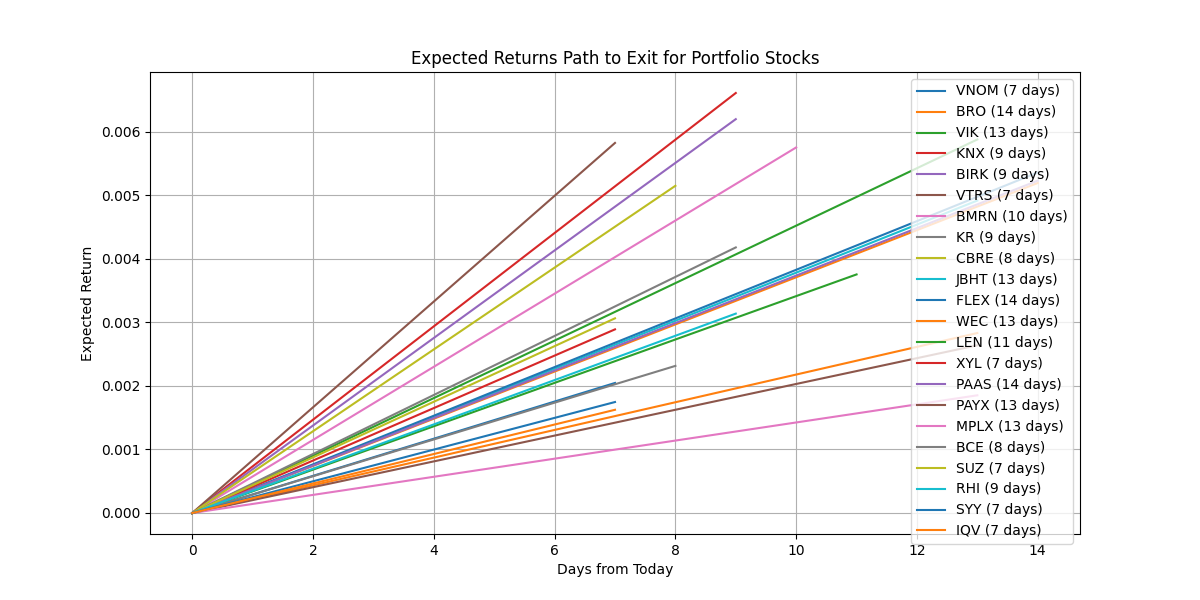 Expected Returns Path to Exit for Portfolio Stocks
Expected Return
0.006
0.005
0.004
0.003
0.002
0.001
0.000
0 2 4 6 8 10 12 14
Days from Today
VNOM (7 days)
BRO (14 days)
VIK (13 days)
KNX (9 days)
BIRK (9 days)
VTRS (7 days)
BMRN (10 days)
KR (9 days)
CBRE (8 days)
JBHT (13 days)
FLEX (14 days)
WEC (13 days)
LEN (11 days)
XYL (7 days)
PAAS (14 days)
PAYX (13 days)
MPLX (13 days)
BCE (8 days)
SUZ (7 days)
RHI (9 days)
SYY (7 days)
IQV (7 days)